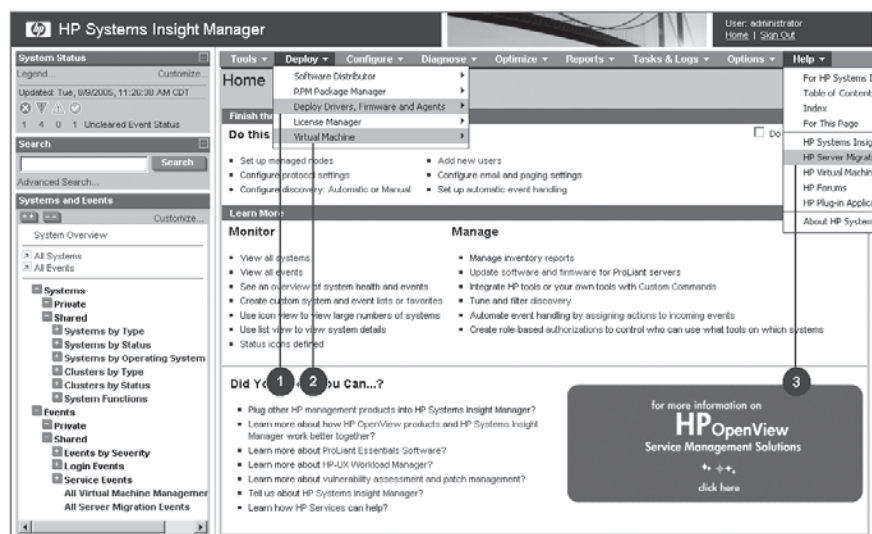 hp HP Systems Insight Manager
User: administrator
Home | Sign Out
System Status
Legend... Customize...
Updated: Tue, 8/9/2005, 11:26:30 AM CDT
1 4 0 1 Uncleared Event Status
Search
Search
Advanced Search...
Systems and Events
Customize...
System Overview
All Systems
All Events
Systems
Private
Shared
Systems by Type
Systems by Status
Systems by Operating System
Clusters by Type
Clusters by Status
System Functions
Events
Private
Shared
Events by Severity
Login Events
Service Events
All Virtual Machine Managemer
All Server Migration Events
Tools Deploy Configure Diagnose Optimize Reports Tasks & Logs Options Help
Software Distributor
RPM Package Manager
Deploy Drivers, Firmware and Agents
License Manager
Virtual Machine
For HP Systems I
Table of Content
Index
For This Page
HP Systems Insig
HP Server Migrat
HP Virtual Machin
HP Forums
HP Plug-in Applica
About HP System
Home
Finish the
Do this
Do
Set up managed nodes
Configure protocol settings
Configure discovery: Automatic or Manual
Add new users
Configure email and paging settings
Set up automatic event handling
Learn More
Monitor
View all systems
View all events
See an overview of system health and events
Create custom system and event lists or favorites
Use icon view to view large numbers of systems
Use list view to view system details
Status icons defined
Manage
Manage inventory reports
Update software and firmware for ProLiant servers
Integrate HP tools or your own tools with Custom Commands
Tune and filter discovery
Automate event handling by assigning actions to incoming events
Create role-based authorizations to control who can use what tools on which systems
1 2 3
Did Yo u Can...?
Plug other HP management products into HP Systems Insight Manager?
Learn more about how HP OpenView products and HP Systems Insight
Manager work better together?
Learn more about ProLiant Essentials Software?
Learn more about HP-UX Workload Manager?
Learn more about vulnerability assessment and patch management?
Tell us about HP Systems Insight Manager?
Learn how HP Services can help?
for more information on
HP OpenView
Service Management Solutions
click here